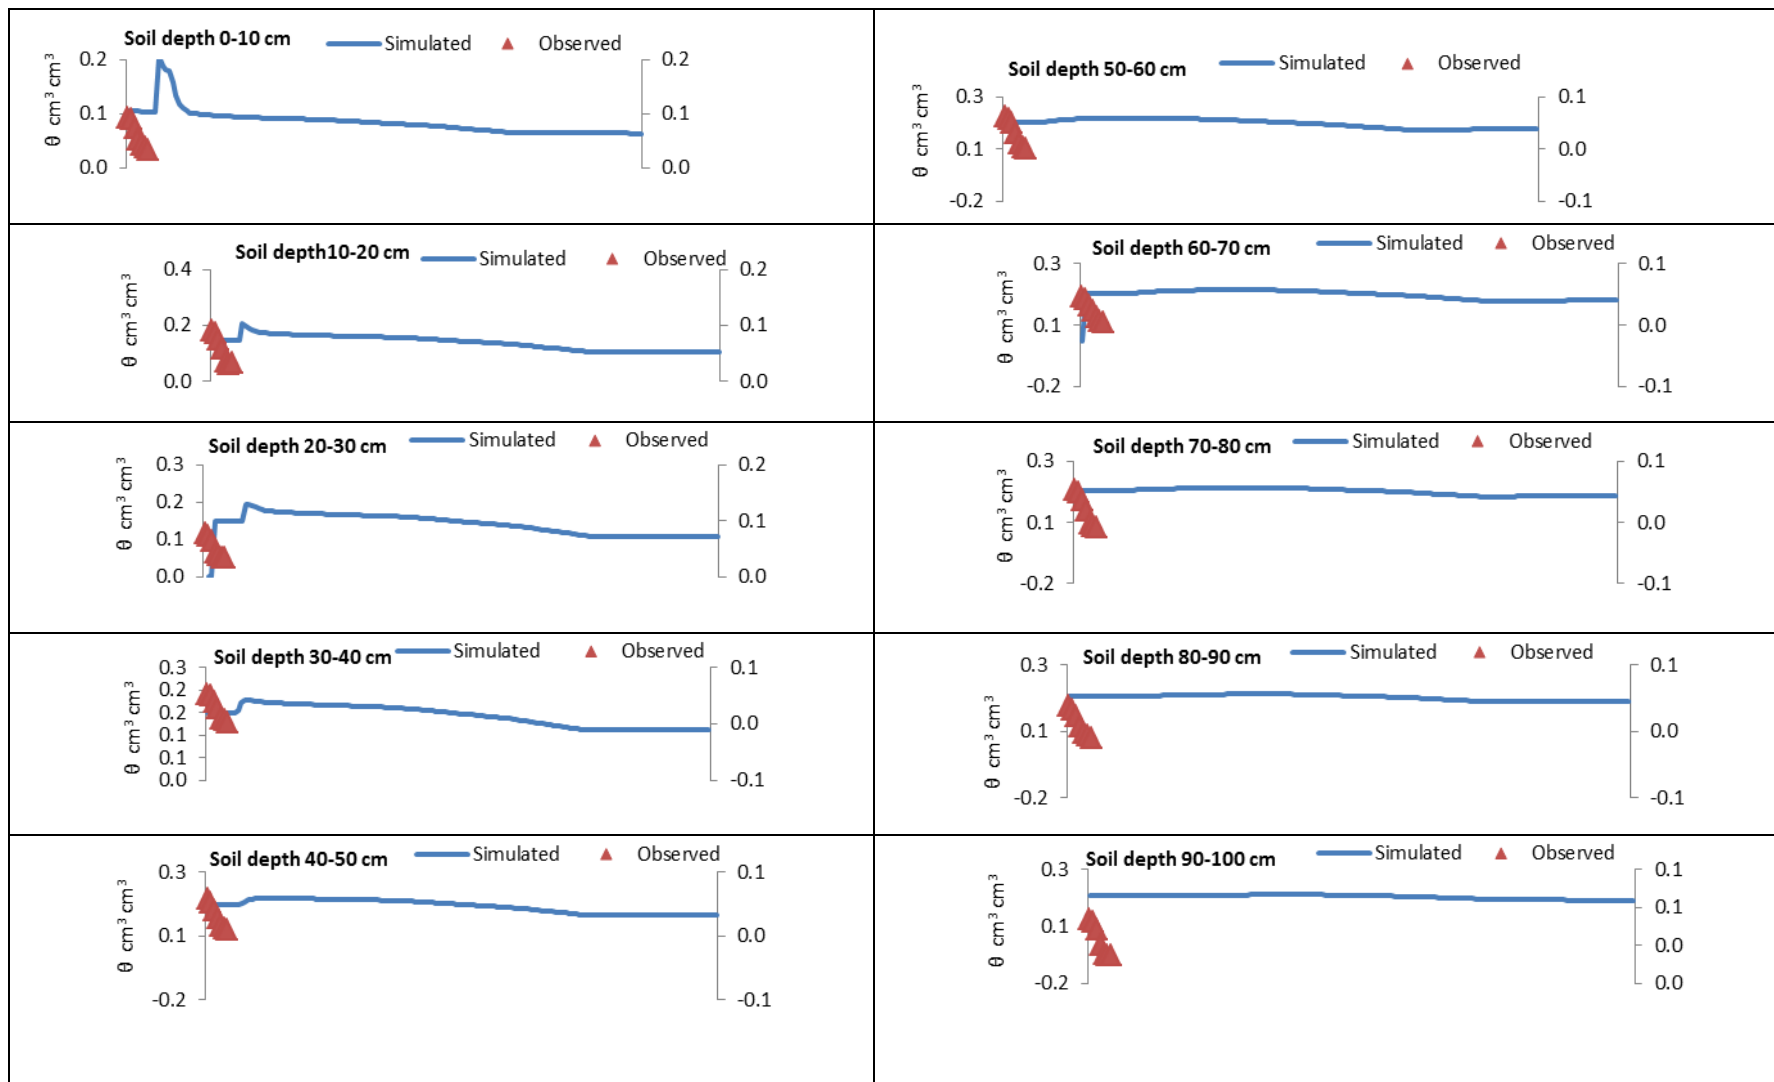 Soil depth 0-10 cm Simulated Observed
0.2 0.2
0.1 0.1
0.0 0.0
θ cm³ cm³
Soil depth 50-60 cm Simulated Observed
0.3 0.1
0.1 0.0
-0.2 -0.1
θ cm³ cm³
Soil depth10-20 cm Simulated Observed
0.4 0.2
0.2 0.1
0.0 0.0
θ cm³ cm³
Soil depth 60-70 cm Simulated Observed
0.3 0.1
0.1 0.0
-0.2 -0.1
θ cm³ cm³
Soil depth 20-30 cm Simulated Observed
0.3 0.2
0.2
0.1 0.1
0.0 0.0
θ cm³ cm³
Soil depth 70-80 cm Simulated Observed
0.3 0.1
0.1 0.0
-0.2 -0.1
θ cm³ cm³
Soil depth 30-40 cm Simulated Observed
0.3 0.1
0.2
0.2 0.0
0.1
0.1
0.0 -0.1
θ cm³ cm³
Soil depth 80-90 cm Simulated Observed
0.3 0.1
0.1 0.0
-0.2 -0.1
θ cm³ cm³
Soil depth 40-50 cm Simulated Observed
0.3 0.1
0.1 0.0
-0.2 -0.1
θ cm³ cm³
Soil depth 90-100 cm Simulated Observed
0.3 0.1
0.1
0.1
0.0
-0.2 0.0
θ cm³ cm³